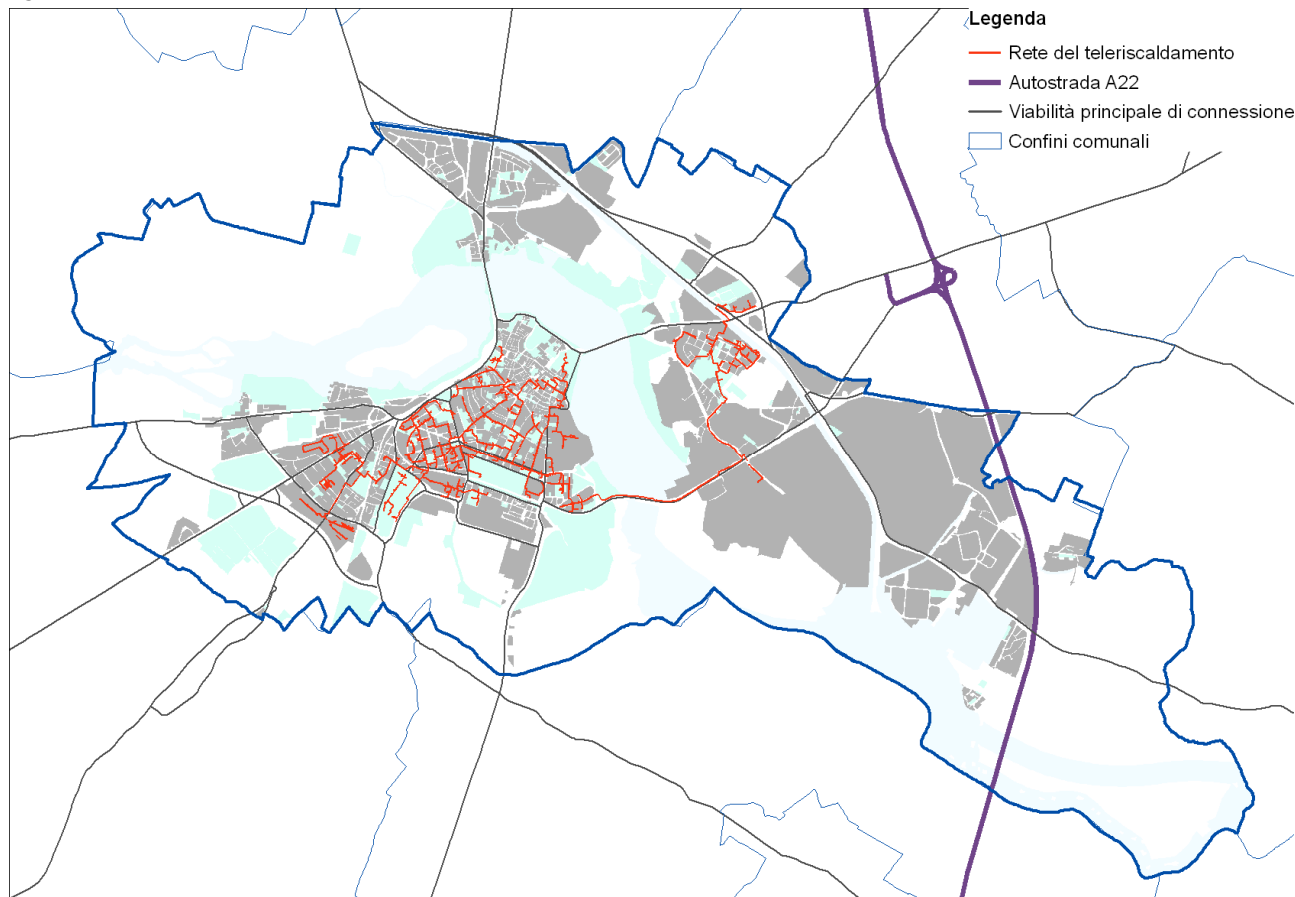 Legenda
Rete del teleriscaldamento
Autostrada A22
Viabilità principale di connessione
Confini comunali